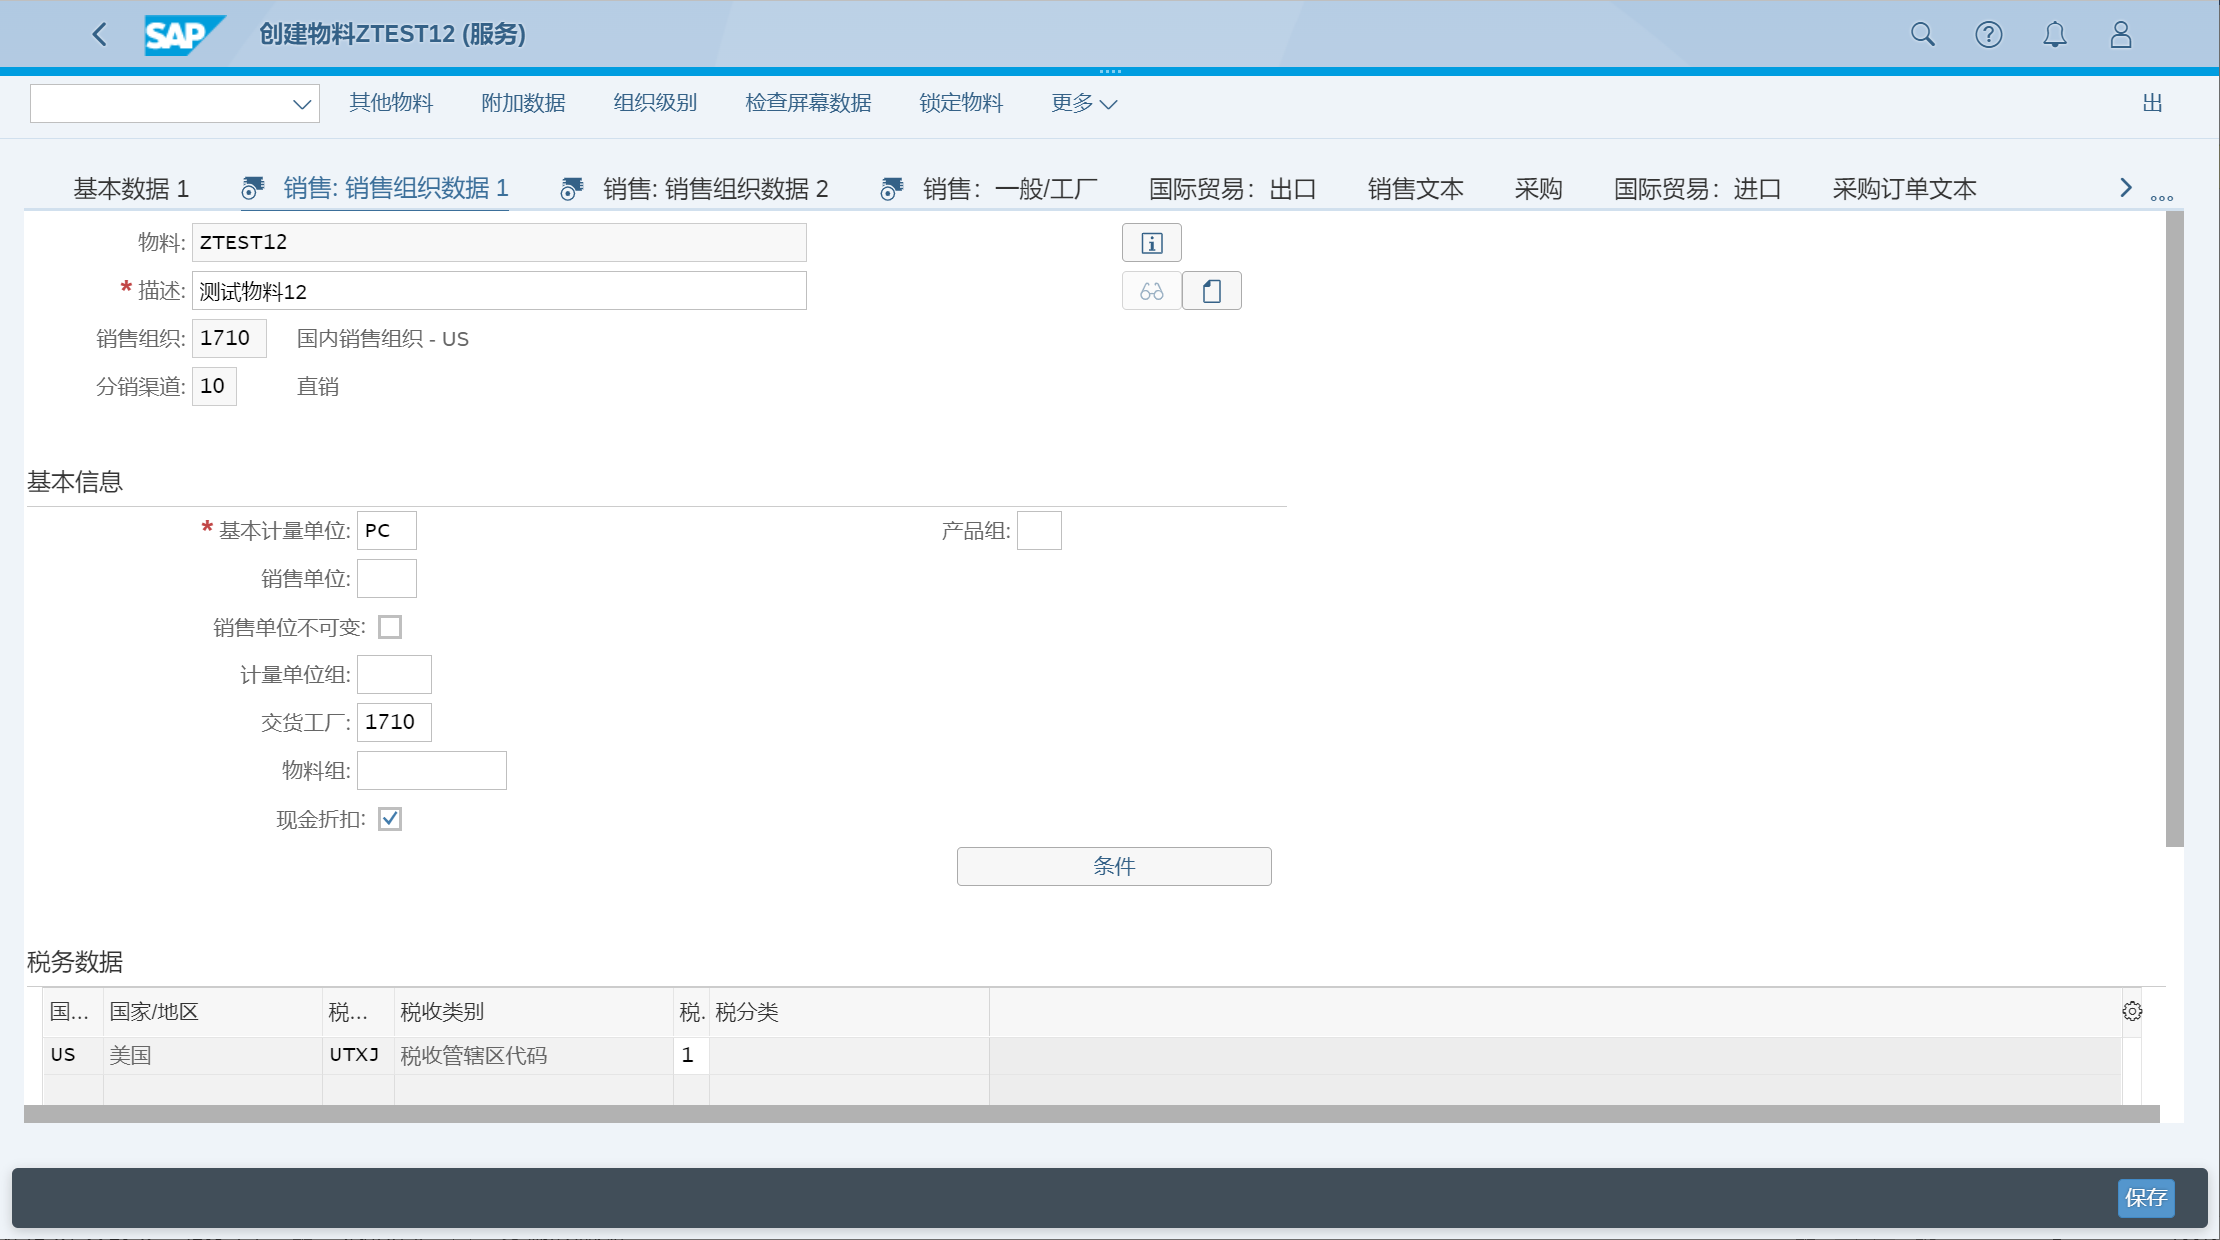 SAP 创建物料ZTEST12 (服务)
其他物料 附加数据 组织级别 检查屏幕数据 锁定物料 更多 出
基本数据 1 销售: 销售组织数据 1 销售: 销售组织数据 2 销售：一般/工厂 国际贸易：出口 销售文本 采购 国际贸易：进口 采购订单文本
物料: ZTEST12
* 描述: 测试物料12
销售组织: 1710 国内销售组织 - US
分销渠道: 10 直销
基本信息
* 基本计量单位: PC 产品组:
销售单位:
销售单位不可变:
计量单位组:
交货工厂: 1710
物料组:
现金折扣:
条件
税务数据
国... 国家/地区 税... 税收类别 税. 税分类
US 美国 UTXJ 税收管辖区代码 1
保存